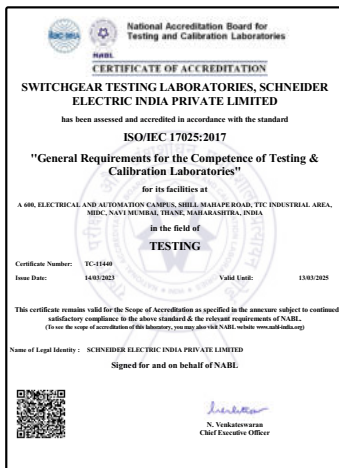 National Accreditation Board for
Testing and Calibration Laboratories
NABL
CERTIFICATE OF ACCREDITATION
SWITCHGEAR TESTING LABORATORIES, SCHNEIDER
ELECTRIC INDIA PRIVATE LIMITED
has been assessed and accredited in accordance with the standard
ISO/IEC 17025:2017
"General Requirements for the Competence of Testing &
Calibration Laboratories"
for its facilities at
A 600, ELECTRICAL AND AUTOMATION CAMPUS, SHILL MAHAPE ROAD, TTC INDUSTRIAL AREA,
MIDC, NAVI MUMBAI, THANE, MAHARASHTRA, INDIA
in the field of
TESTING
Certificate Number: TC-11440
Issue Date: 14/03/2023 Valid Until: 13/03/2025
This certificate remains valid for the Scope of Accreditation as specified in the annexure subject to continued
satisfactory compliance to the above standard & the relevant requirements of NABL.
(To see the scope of accreditation of this laboratory, you may also visit NABL website www.nabl-india.org)
Name of Legal Identity : SCHNEIDER ELECTRIC INDIA PRIVATE LIMITED
Signed for and on behalf of NABL
N. Venkateswaran
Chief Executive Officer